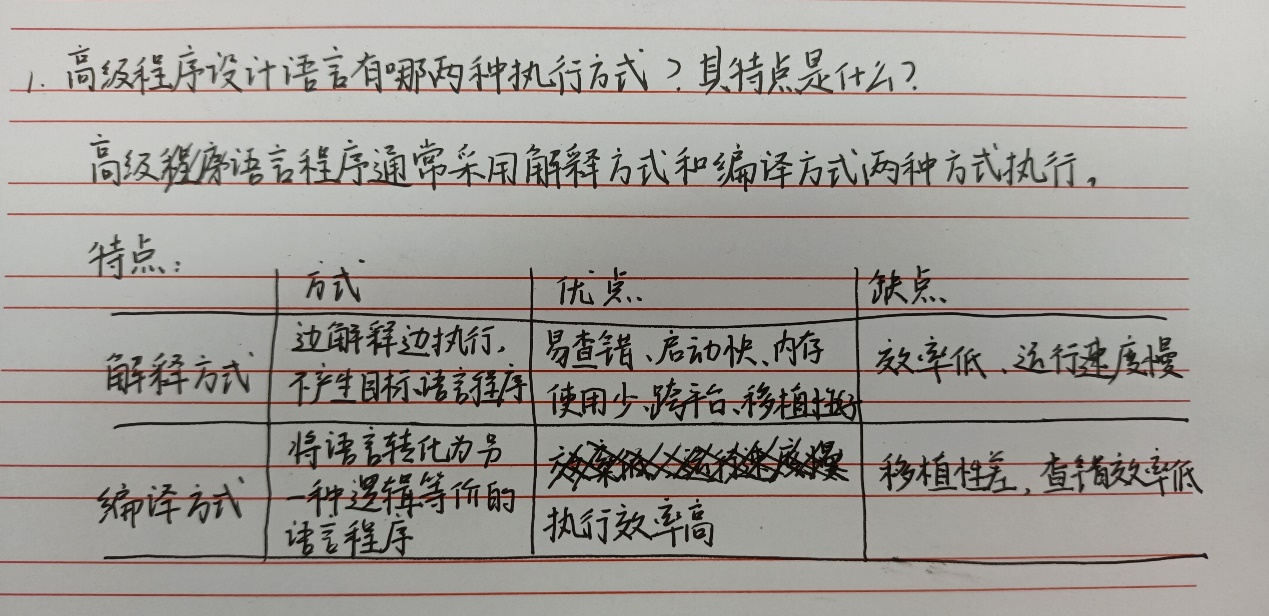 1. 高级程序设计语言有哪两种执行方式？其特点是什么？
高级程序语言程序通常采用解释方式和编译方式两种方式执行。
特点：
方式 优点 缺点
解释方式
边解释边执行，
不产生目标语言程序
易查错、启动快、内存
使用少、跨平台、移植性好
效率低、运行速度慢
编译方式
将语言转化为另
一种逻辑等价的
语言程序
执行效率高
移植性差，查错效率低